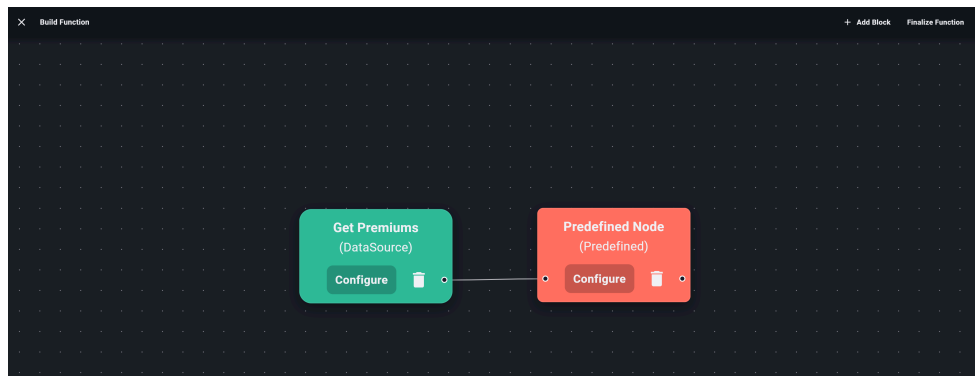 Build Function
+ Add Block
Finalize Function
Get Premiums
(DataSource)
Configure
Predefined Node
(Predefined)
Configure